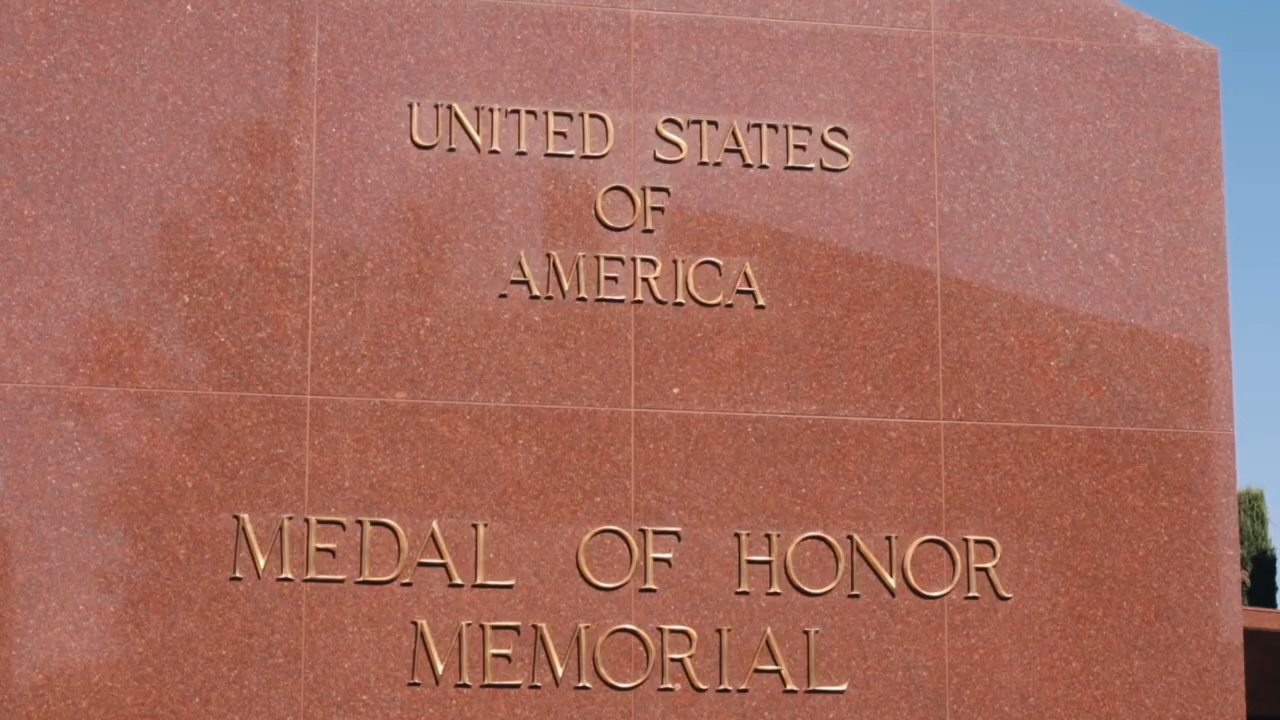 UNITED STATES
OF
AMERICA
MEDAL OF HONOR
MEMORIAL